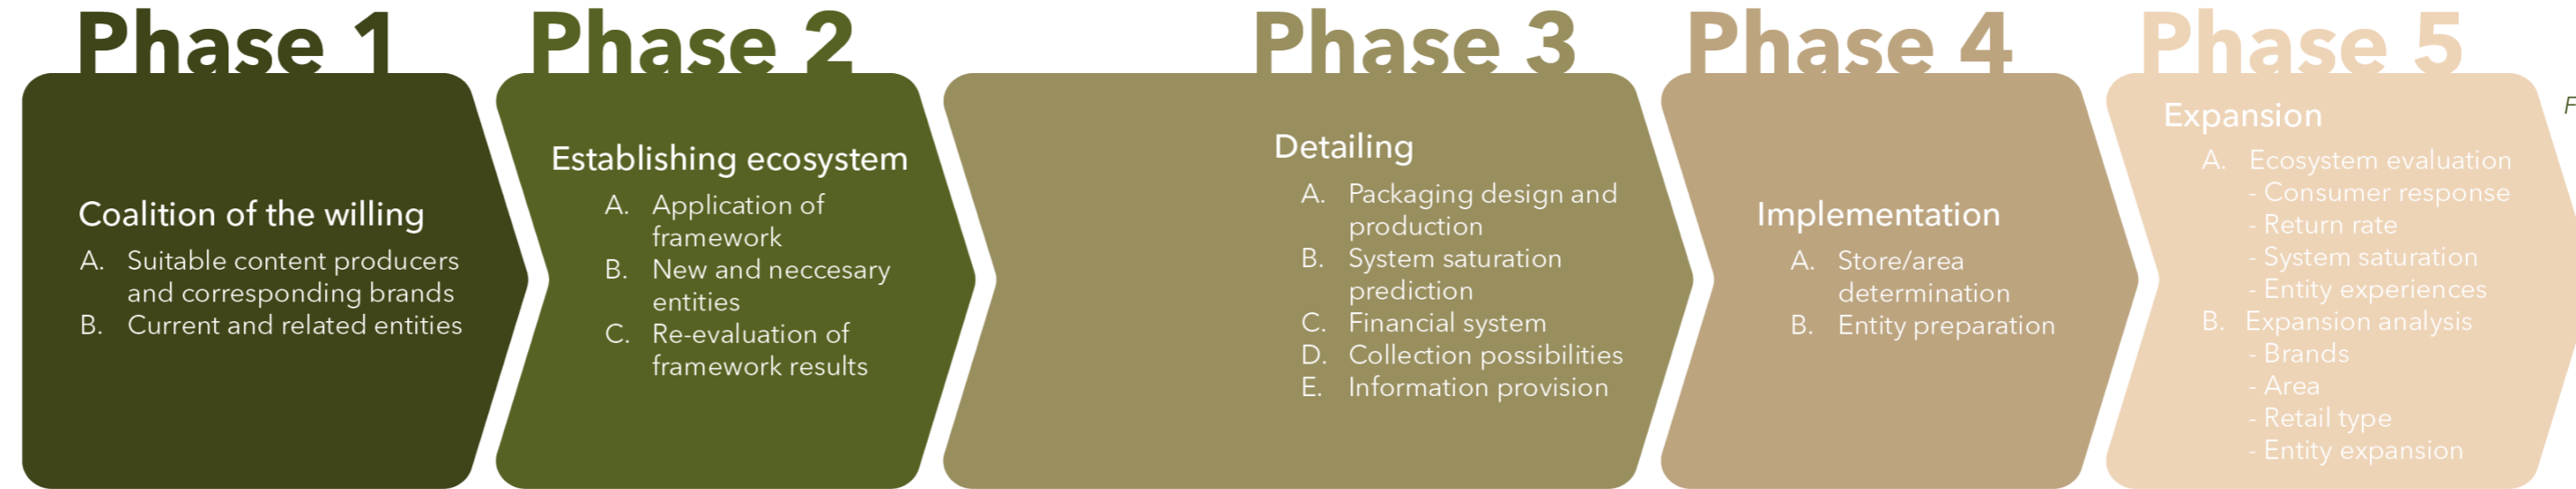 Phase 1
Coalition of the willing
A. Suitable content producers
and corresponding brands
B. Current and related entities
Phase 2
Establishing ecosystem
A. Application of
framework
B. New and neccesary
entities
C. Re-evaluation of
framework results
Phase 3
Detailing
A. Packaging design and
production
B. System saturation
prediction
C. Financial system
D. Collection possibilities
E. Information provision
Phase 4
Implementation
A. Store/area
determination
B. Entity preparation
Phase 5
Expansion
A. Ecosystem evaluation
- Consumer response
- Return rate
- System saturation
- Entity experiences
B. Expansion analysis
- Brands
- Area
- Retail type
- Entity expansion